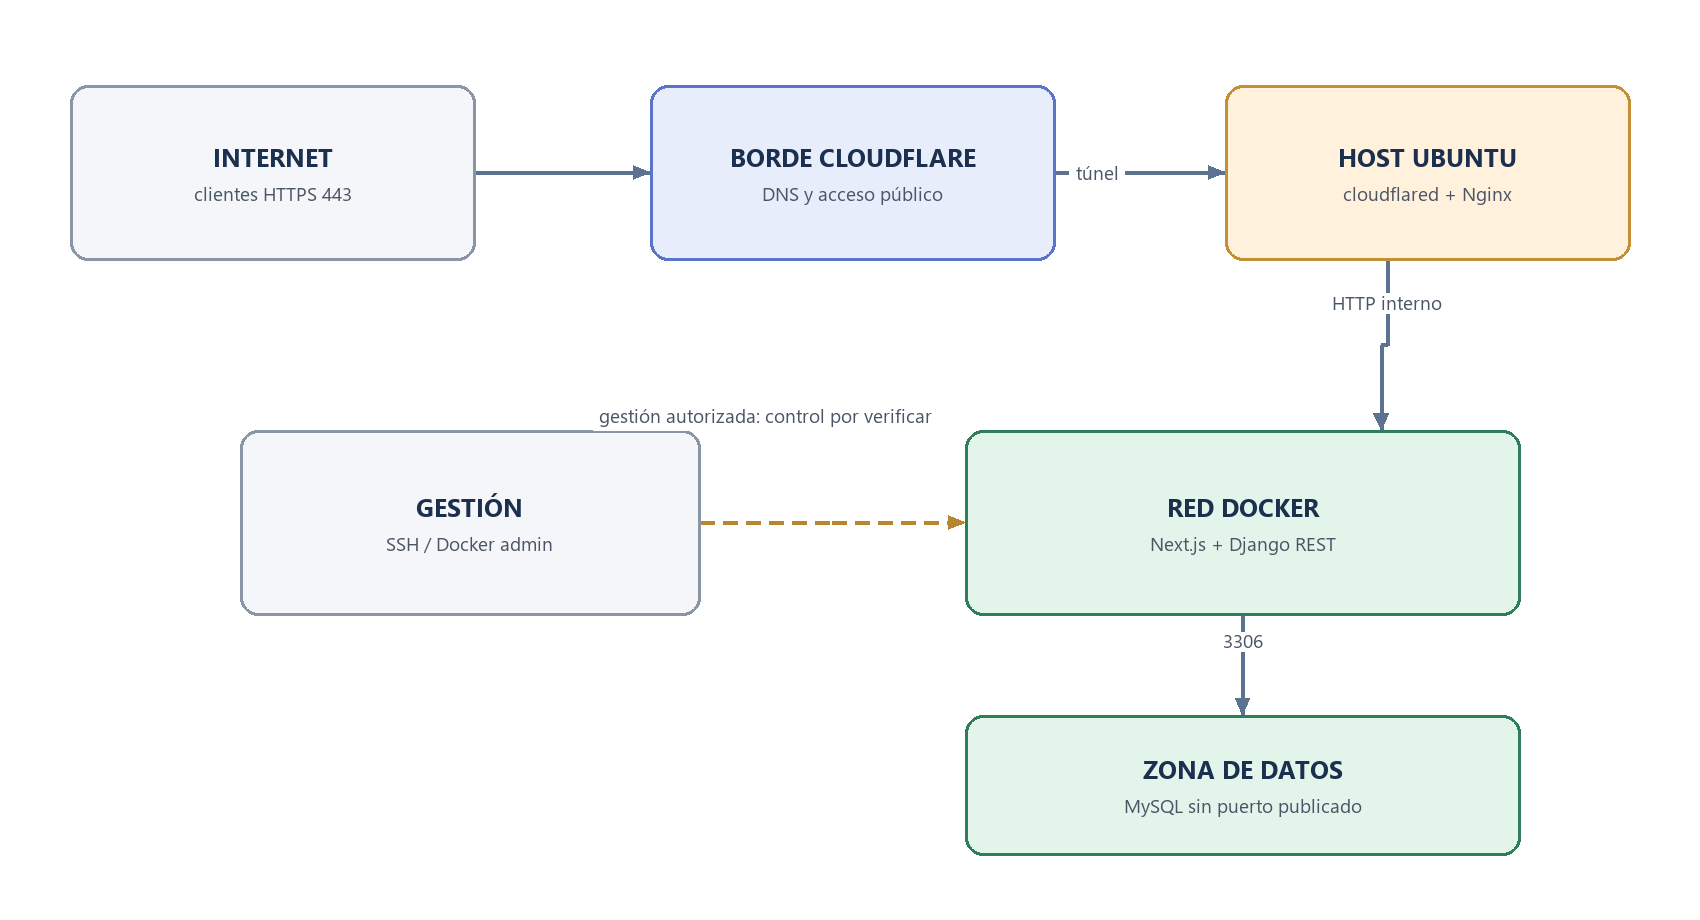 INTERNET
clientes HTTPS 443
BORDE CLOUDFLARE
DNS y acceso público
túnel
HOST UBUNTU
cloudflared + Nginx
HTTP interno
gestión autorizada: control por verificar
GESTIÓN
SSH / Docker admin
RED DOCKER
Next.js + Django REST
3306
ZONA DE DATOS
MySQL sin puerto publicado